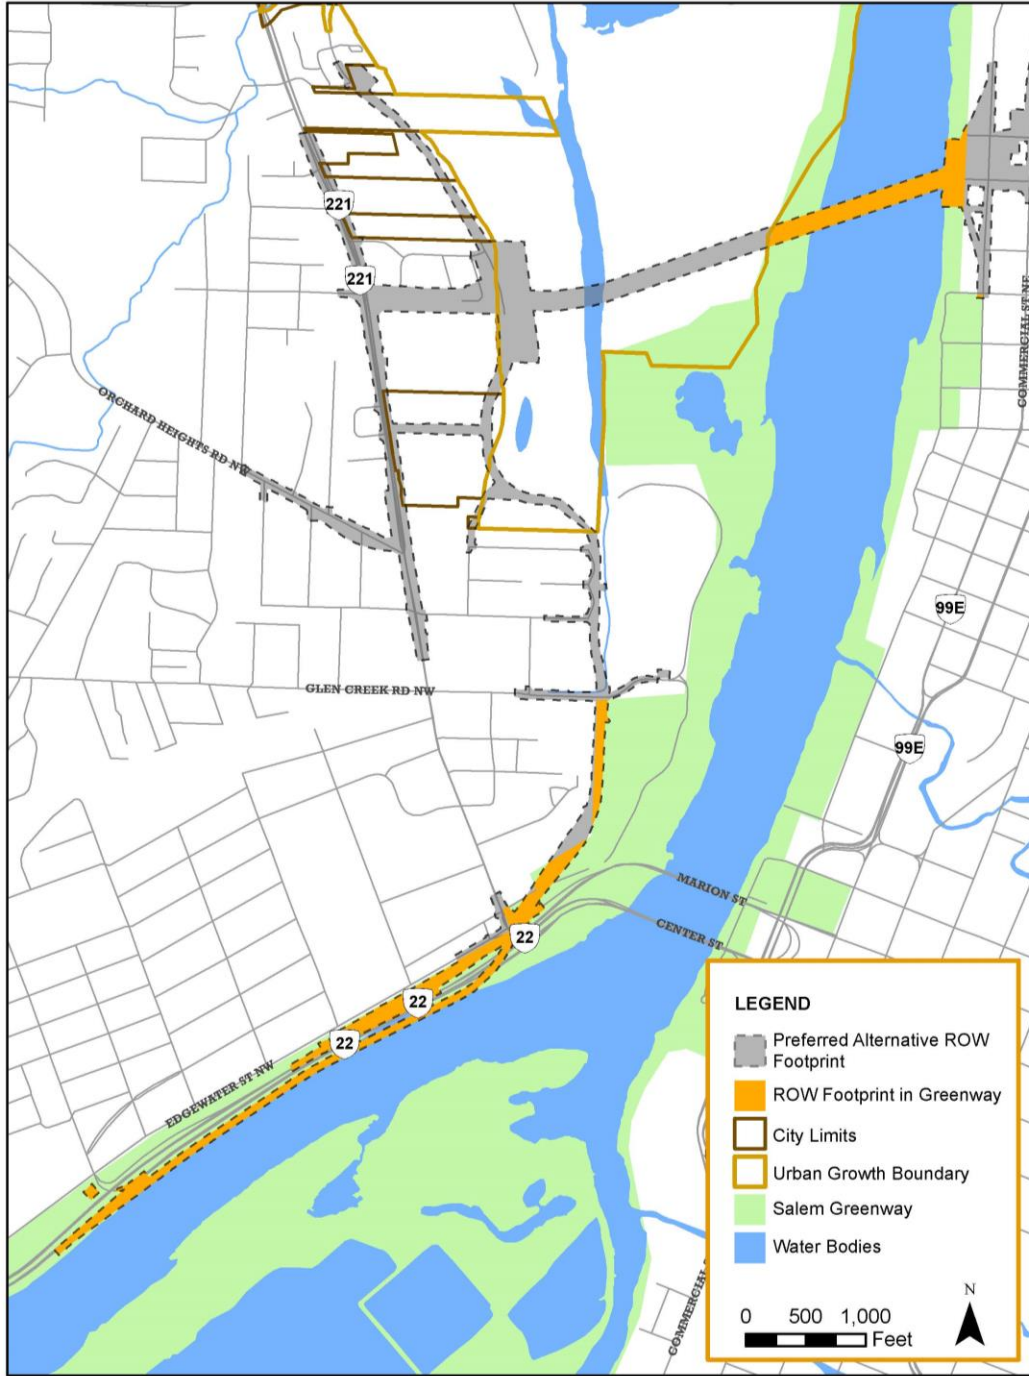 221
221
COMMERCIAL ST NE
ORCHARD HEIGHTS RD NW
99E
GLEN CREEK RD NW
99E
MARION ST
CENTER ST
22
22
22
EDGEWATER ST NW
COMMERCIAL
LEGEND
Preferred Alternative ROW
Footprint
ROW Footprint in Greenway
City Limits
Urban Growth Boundary
Salem Greenway
Water Bodies
N
0 500 1,000
Feet